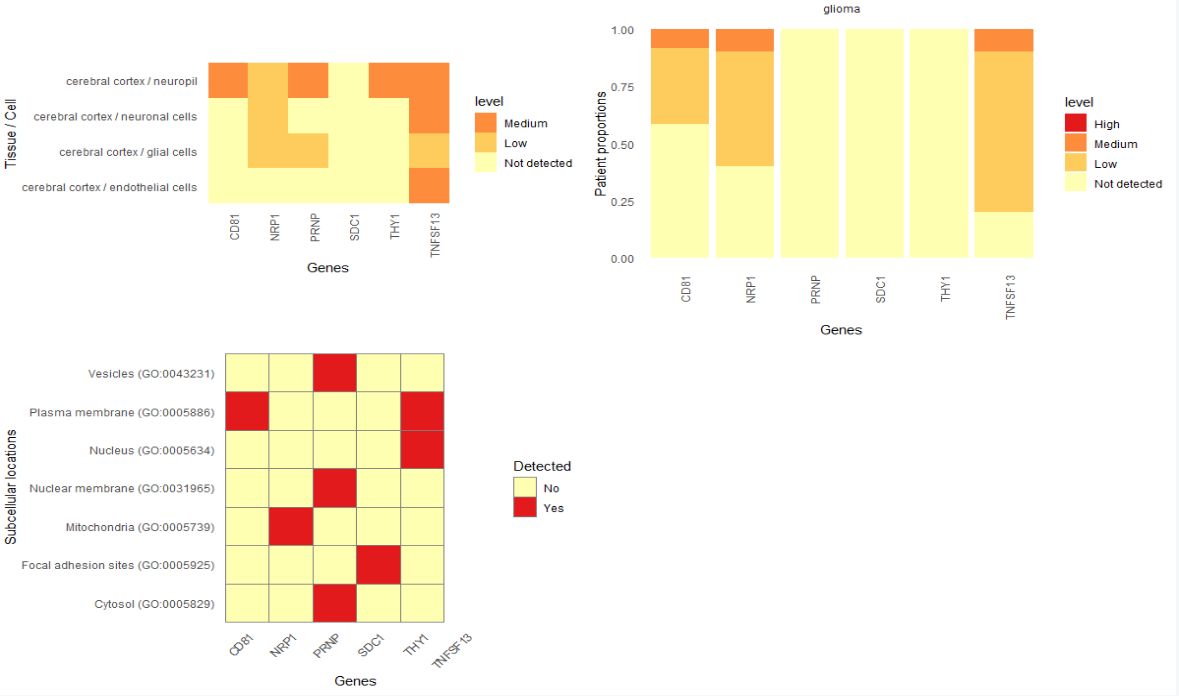 Tissue / Cell
cerebral cortex / neuropil
cerebral cortex / neuronal cells
cerebral cortex / glial cells
cerebral cortex / endothelial cells
CD81
NRP1
PRNP
SDC1
THY1
TNFSF13
Genes
level
Medium
Low
Not detected
glioma
Patient proportions
1.00
0.75
0.50
0.25
0.00
CD81
NRP1
PRNP
SDC1
THY1
TNFSF13
Genes
level
High
Medium
Low
Not detected
Subcellular locations
Vesicles (GO:0043231)
Plasma membrane (GO:0005886)
Nucleus (GO:0005634)
Nuclear membrane (GO:0031965)
Mitochondria (GO:0005739)
Focal adhesion sites (GO:0005925)
Cytosol (GO:0005829)
CD81
NRP1
PRNP
SDC1
THY1
TNFSF13
Genes
Detected
No
Yes